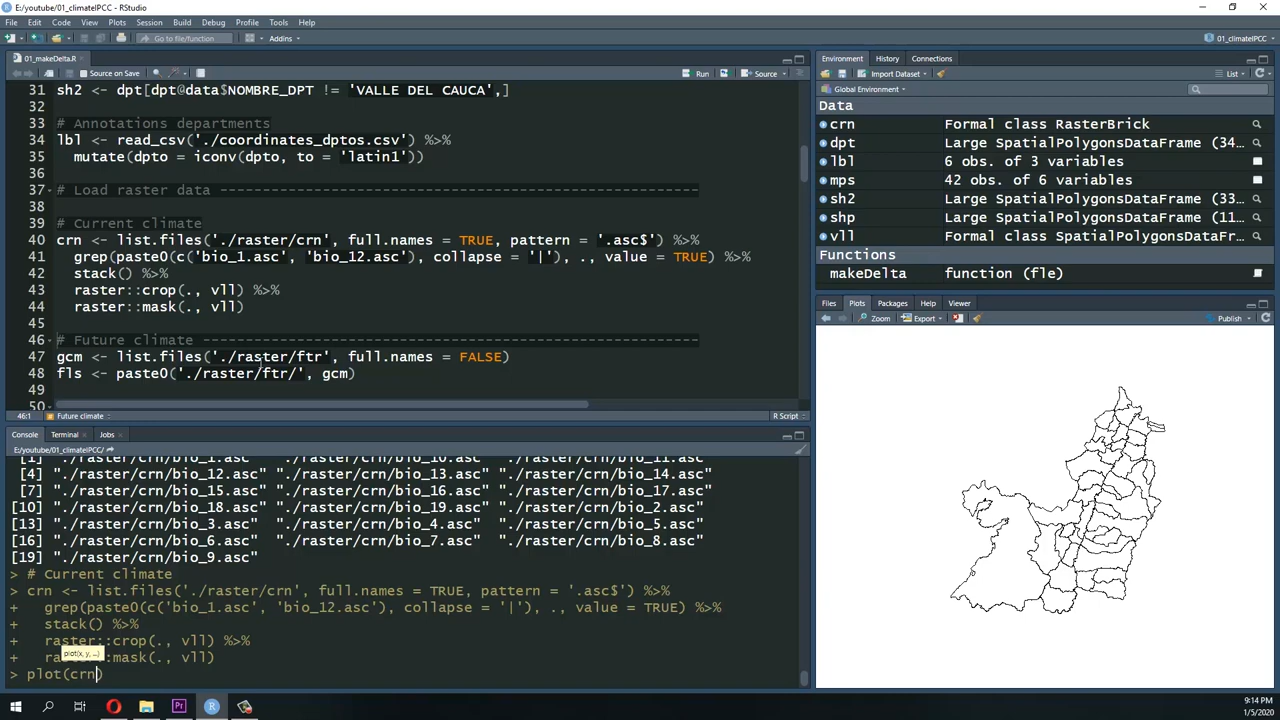 E:/youtube/01_climateIPCC - RStudio
File Edit Code View Plots Session Build Debug Profile Tools Help
Go to file/function Addins 01_climateIPCC
01_makeDelta.R
Source on Save Run Source
31 sh2 <- dpt[dpt@data$NOMBRE_DPT != 'VALLE DEL CAUCA',]
32
33 # Annotations departments
34 lbl <- read_csv('./coordinates_dptos.csv') %>%
35 mutate(dpto = iconv(dpto, to = 'latin1'))
36
37 # Load raster data --------------------------------------------------------
38
39 # Current climate
40 crn <- list.files('./raster/crn', full.names = TRUE, pattern = '.asc$') %>%
41 grep(paste0(c('bio_1.asc', 'bio_12.asc'), collapse = '|'), ., value = TRUE) %>%
42 stack() %>%
43 raster::crop(., vll) %>%
44 raster::mask(., vll)
45
46 # Future climate ----------------------------------------------------------
47 gcm <- list.files('./raster/ftr', full.names = FALSE)
48 fls <- paste0('./raster/ftr/', gcm)
49
50
46:1 Future climate R Script
Console Terminal Jobs
E:/youtube/01_climateIPCC/
[1] "./raster/crn/bio_1.asc" "./raster/crn/bio_10.asc" "./raster/crn/bio_11.asc"
[4] "./raster/crn/bio_12.asc" "./raster/crn/bio_13.asc" "./raster/crn/bio_14.asc"
[7] "./raster/crn/bio_15.asc" "./raster/crn/bio_16.asc" "./raster/crn/bio_17.asc"
[10] "./raster/crn/bio_18.asc" "./raster/crn/bio_19.asc" "./raster/crn/bio_2.asc"
[13] "./raster/crn/bio_3.asc" "./raster/crn/bio_4.asc" "./raster/crn/bio_5.asc"
[16] "./raster/crn/bio_6.asc" "./raster/crn/bio_7.asc" "./raster/crn/bio_8.asc"
[19] "./raster/crn/bio_9.asc"
> # Current climate
> crn <- list.files('./raster/crn', full.names = TRUE, pattern = '.asc$') %>%
+ grep(paste0(c('bio_1.asc', 'bio_12.asc'), collapse = '|'), ., value = TRUE) %>%
+ stack() %>%
+ raster::crop(., vll) %>%
+ :mask(., vll)
plot(x, y, ...)
> plot(crn)
Environment History Connections
Import Dataset List
Global Environment
Data
crn Formal class RasterBrick
dpt Large SpatialPolygonsDataFrame (34…
lbl 6 obs. of 3 variables
mps 42 obs. of 6 variables
sh2 Large SpatialPolygonsDataFrame (33…
shp Large SpatialPolygonsDataFrame (11…
vll Formal class SpatialPolygonsDataFr…
Functions
makeDelta function (fle)
Files Plots Packages Help Viewer
Zoom Export Publish
R
Pr
9:14 PM
1/5/2020